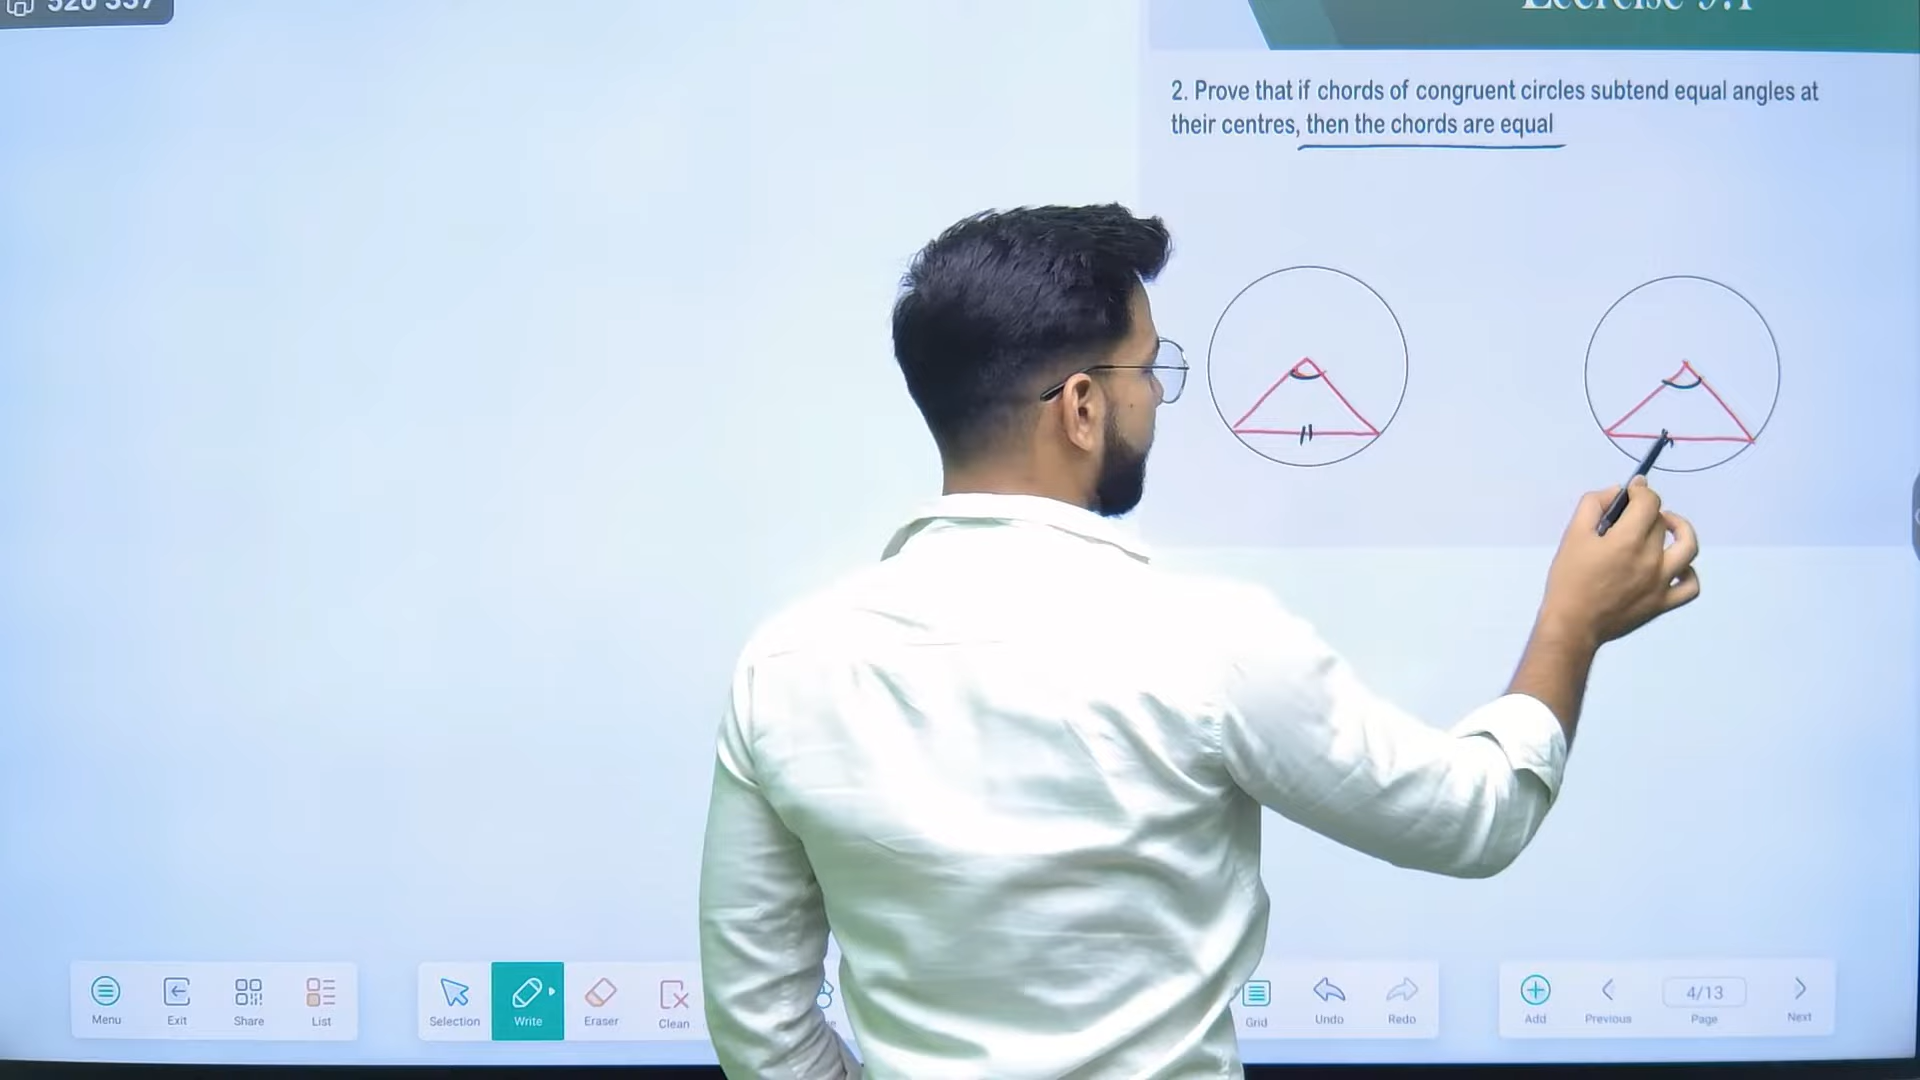 2. Prove that if chords of congruent circles subtend equal angles at
their centres, then the chords are equal
Menu
Exit
Share
List
Selection
Write
Eraser
Clean
Grid
Undo
Redo
Add
Previous
4/13
Page
Next